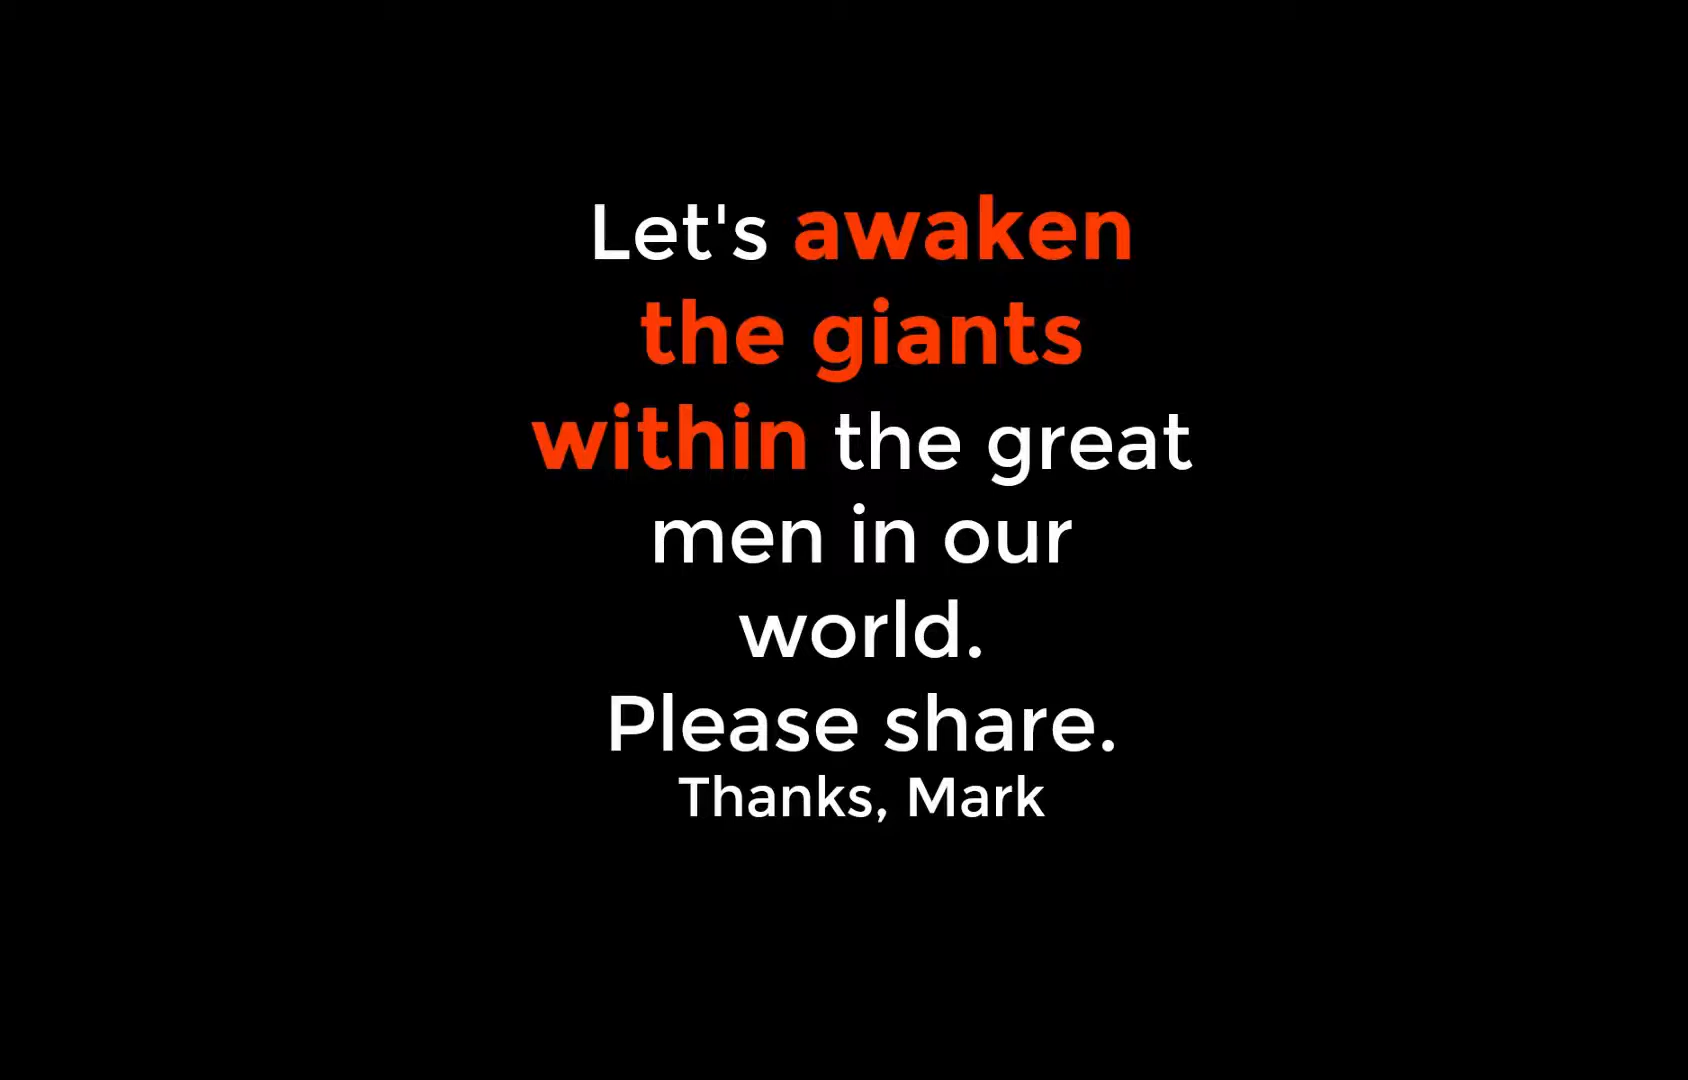 Let's awaken
the giants
within the great
men in our
world.
Please share.
Thanks, Mark